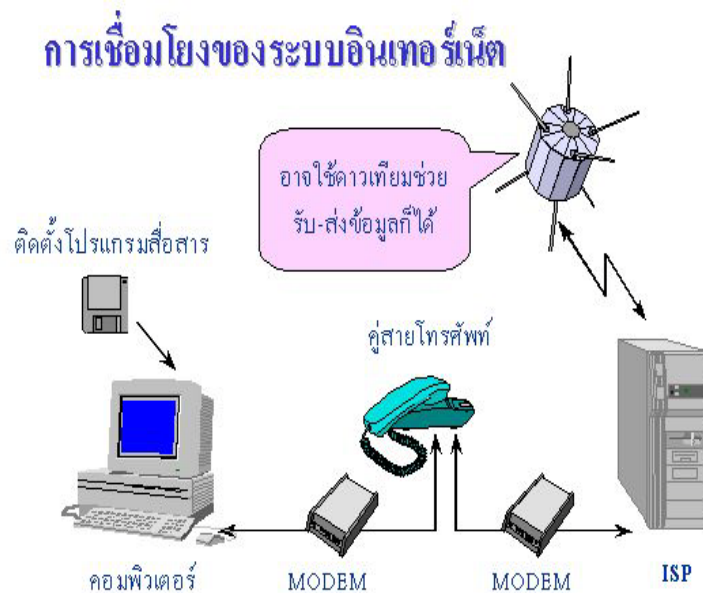 การเชื่อมโยงของระบบอินเทอร์เน็ต
อาจใช้ดาวเทียมช่วย
รับ-ส่งข้อมูลก็ได้
ติดตั้งโปรแกรมสื่อสาร
คู่สายโทรศัพท์
คอมพิวเตอร์
MODEM
MODEM
ISP